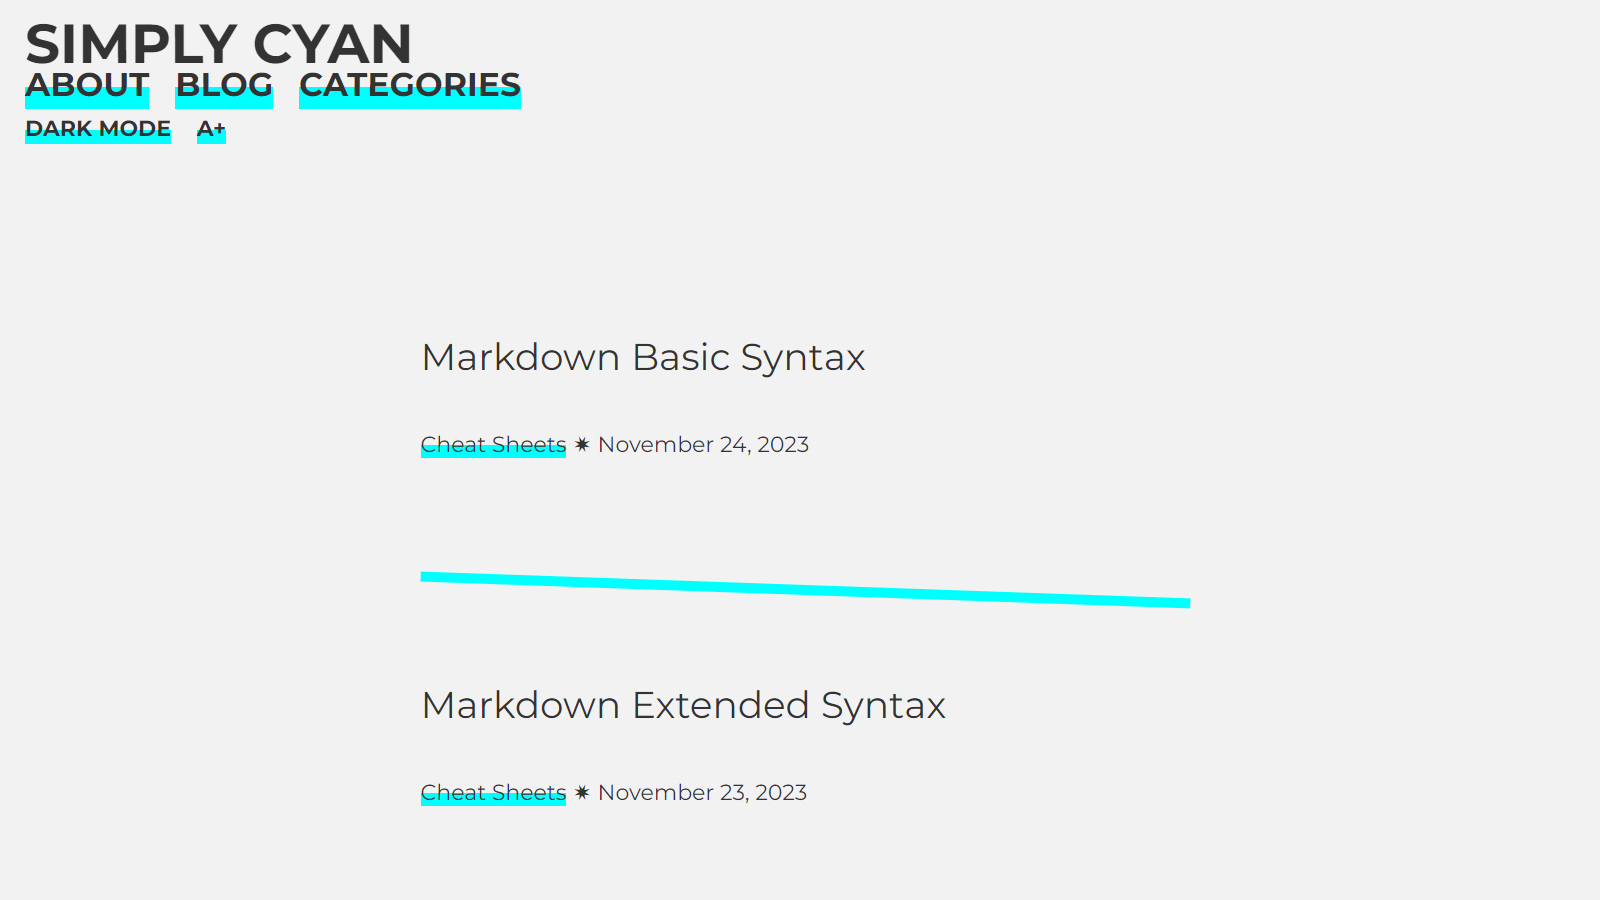 SIMPLY CYAN
ABOUT BLOG CATEGORIES
DARK MODE A+
Markdown Basic Syntax
Cheat Sheets ✷ November 24, 2023
Markdown Extended Syntax
Cheat Sheets ✷ November 23, 2023